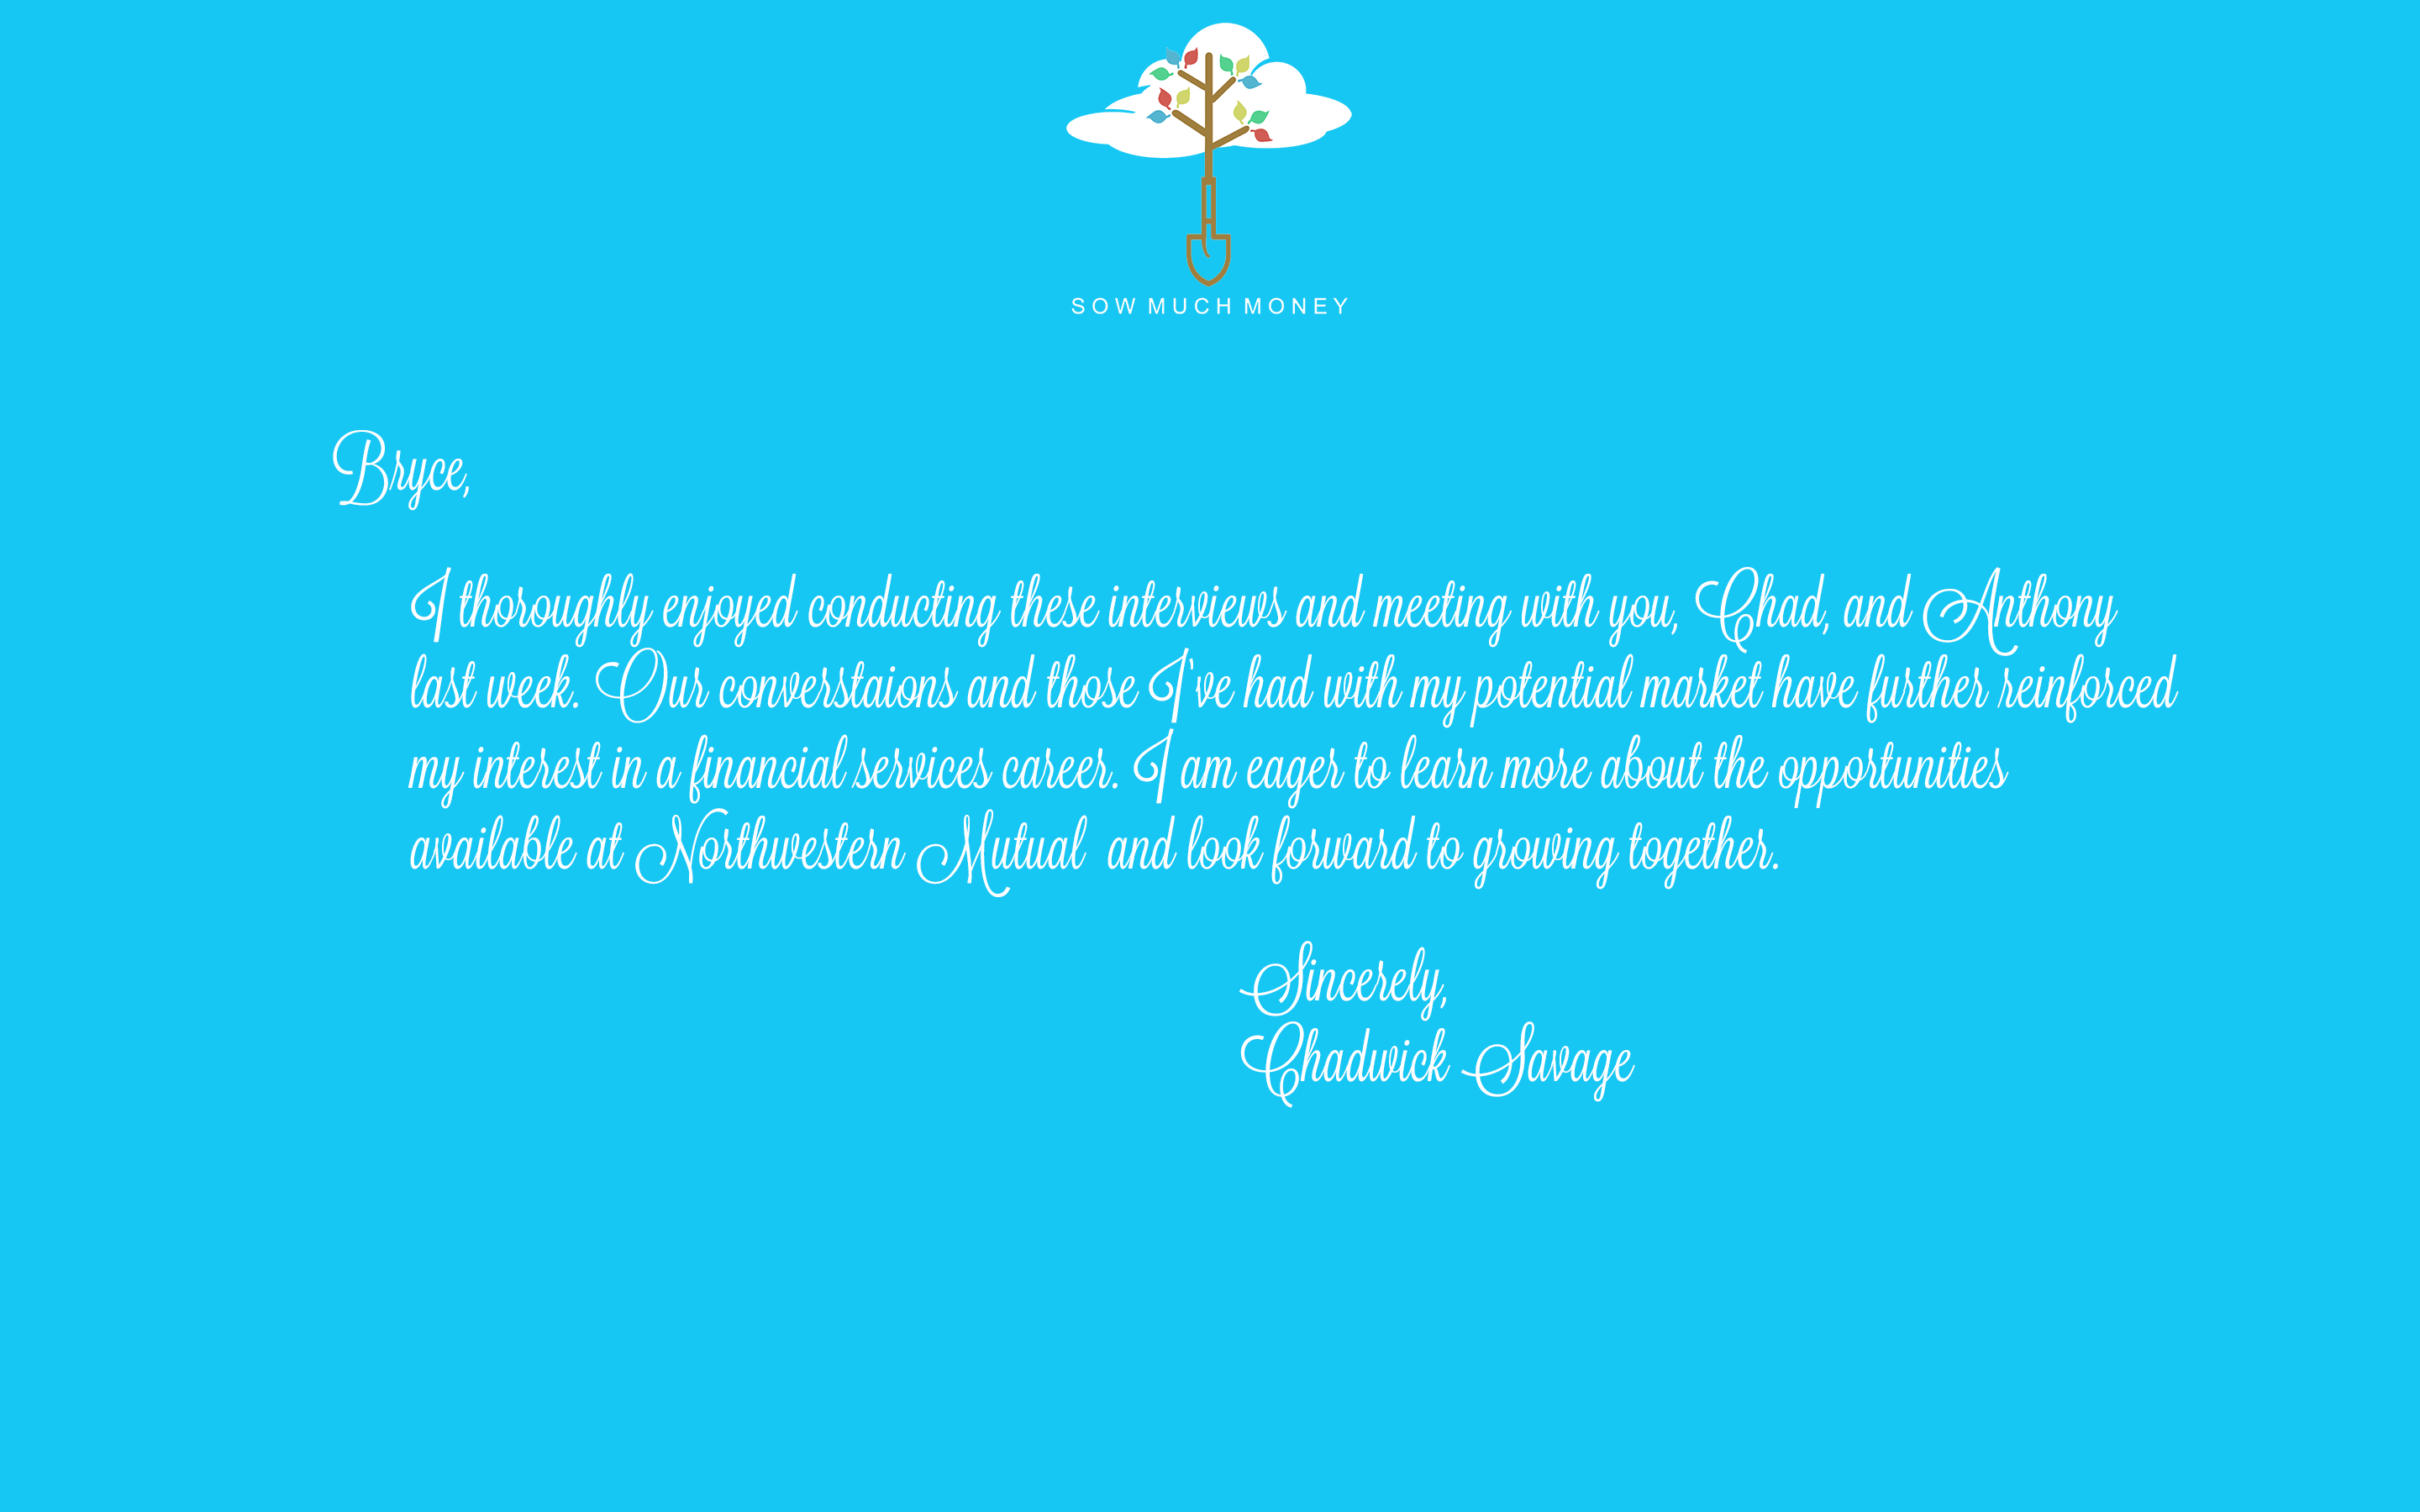 SOW MUCH MONEY
Bryce,
I thoroughly enjoyed conducting these interviews and meeting with you, Chad, and Anthony
last week. Our converstaions and those I've had with my potential market have further reinforced
my interest in a financial services career. I am eager to learn more about the opportunities
available at Northwestern Mutual and look forward to growing together.
Sincerely,
Chadwick Savage